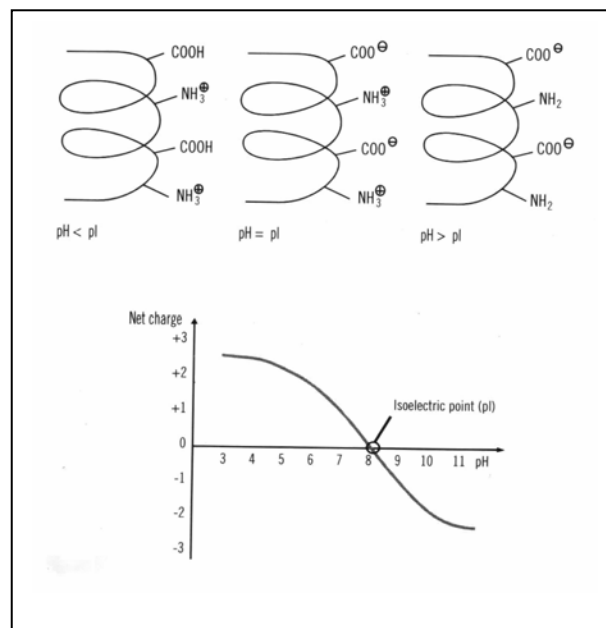 COOH
NH₃⊕
COOH
NH₃⊕
pH < pI
COO⊖
NH₃⊕
COO⊖
NH₃⊕
pH = pI
COO⊖
NH₂
COO⊖
NH₂
pH > pI
Net charge
+3
+2
+1
0
-1
-2
-3
Isoelectric point (pI)
3 4 5 6 7 8 9 10 11 pH